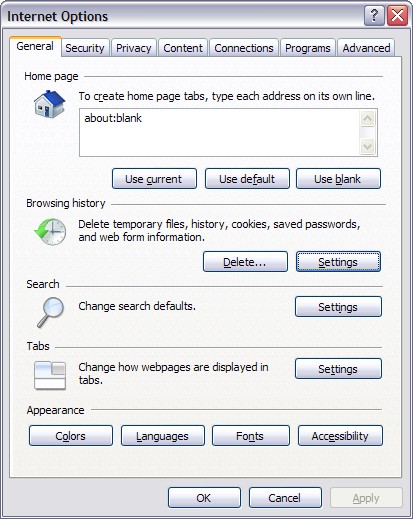 Internet Options
General Security Privacy Content Connections Programs Advanced
Home page
To create home page tabs, type each address on its own line.
about:blank
Use current Use default Use blank
Browsing history
Delete temporary files, history, cookies, saved passwords,
and web form information.
Delete... Settings
Search
Change search defaults. Settings
Tabs
Change how webpages are displayed in
tabs.
Settings
Appearance
Colors Languages Fonts Accessibility
OK Cancel Apply